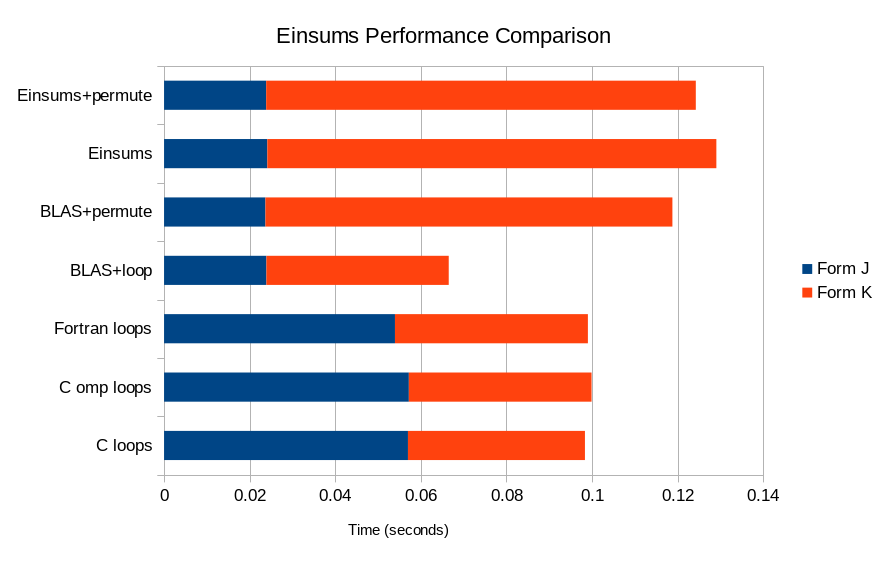 Einsums Performance Comparison
Einsums+permute
Einsums
BLAS+permute
BLAS+loop
Fortran loops
C omp loops
C loops
0 0.02 0.04 0.06 0.08 0.1 0.12 0.14
Time (seconds)
Form J
Form K